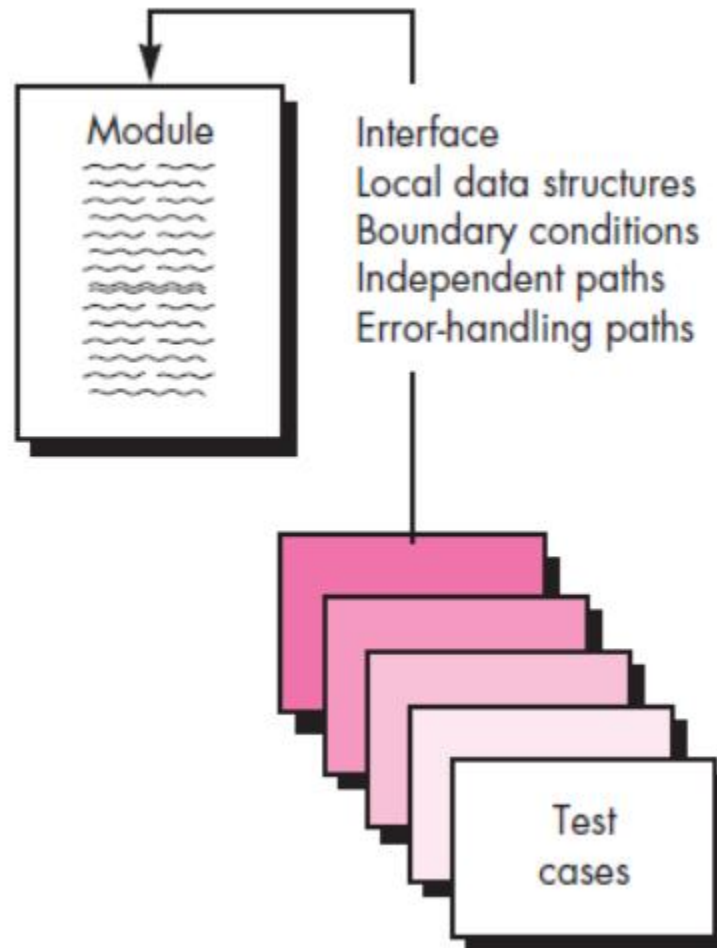 Module
Interface
Local data structures
Boundary conditions
Independent paths
Error-handling paths
Test
cases